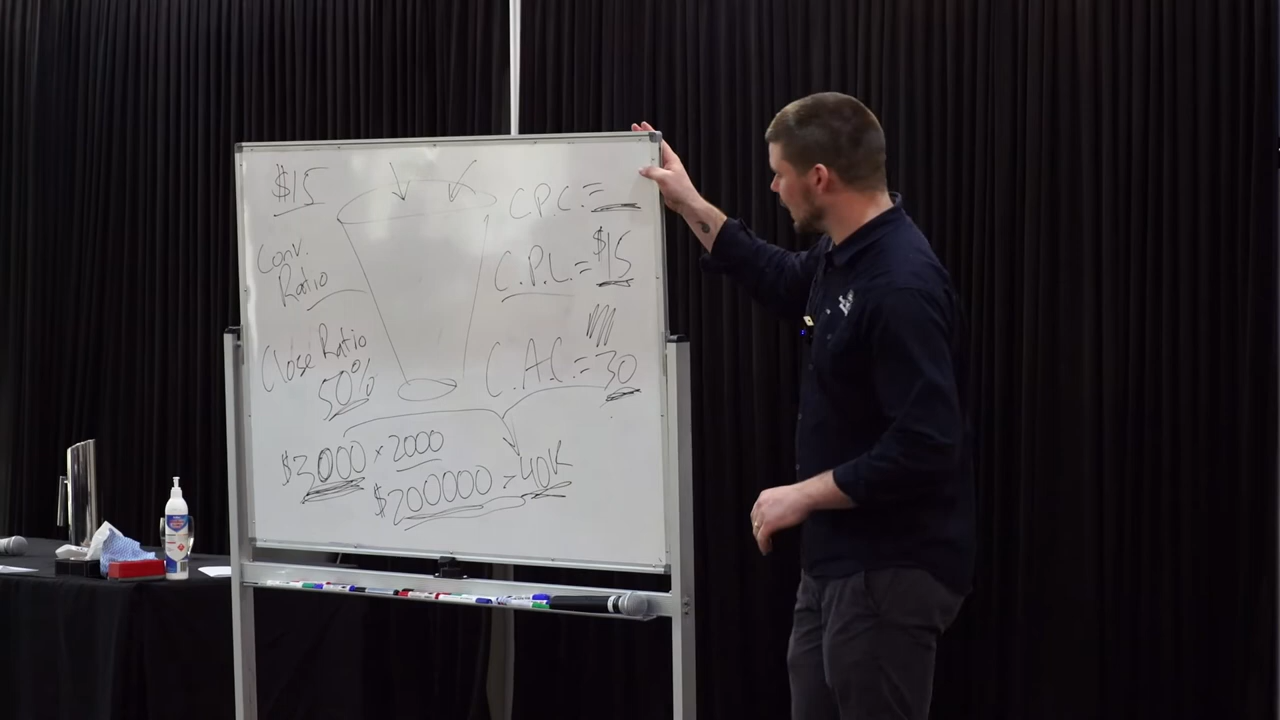 $15
C.P.C. =
Conv.
Ratio
C.P.L. = $15
Close Ratio
50%
C.A.C. = 30
$3000 × 2000
$200000 > 40K